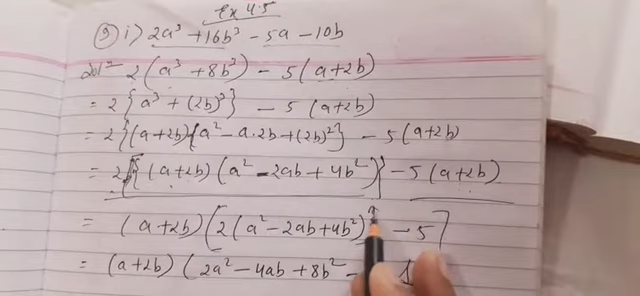 Ex 4.5
9) i) 2a³ + 16b³ - 5a - 10b
Solⁿ 2(a³ + 8b³) - 5(a+2b)
= 2{a³ + (2b)³} - 5(a+2b)
= 2{(a+2b){a² - a·2b + (2b)²} - 5(a+2b)
= 2{(a+2b)(a² - 2ab + 4b²)} - 5(a+2b)
= (a+2b)[2(a² - 2ab + 4b²) - 5]
= (a+2b)(2a² - 4ab + 8b² -